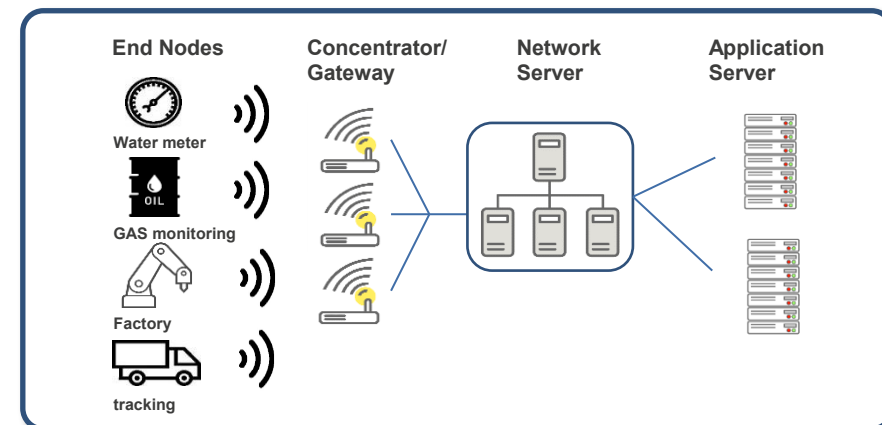 End Nodes
Concentrator/
Gateway
Network
Server
Application
Server
Water meter
OIL
GAS monitoring
Factory
tracking